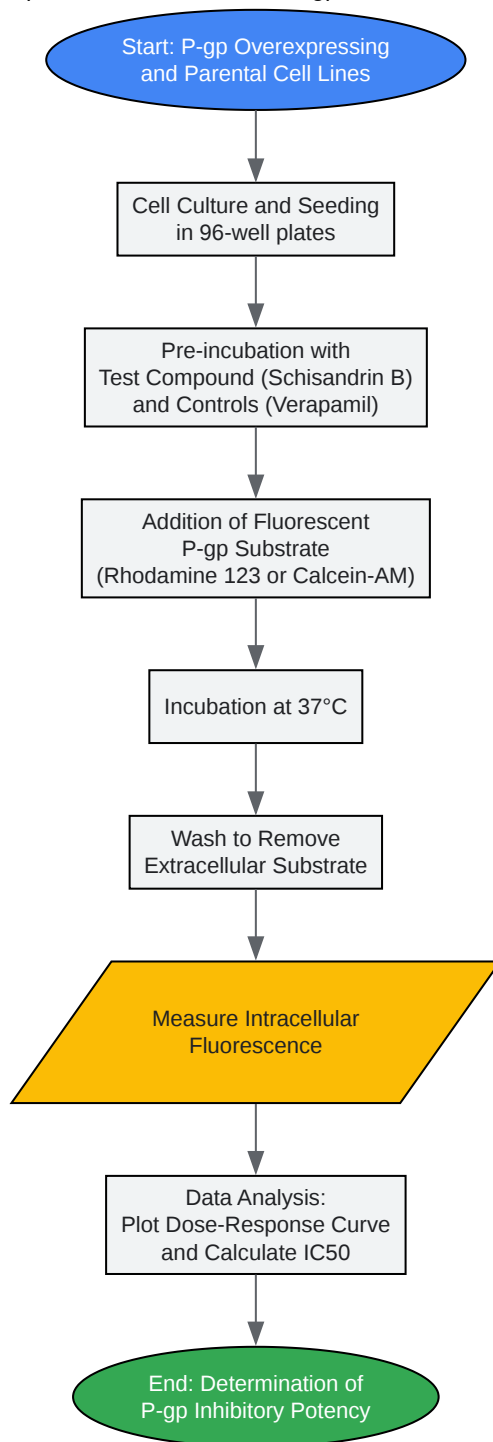 Start: P-gp Overexpressing
and Parental Cell Lines
Cell Culture and Seeding
in 96-well plates
Pre-incubation with
Test Compound (Schisandrin B)
and Controls (Verapamil)
Addition of Fluorescent
P-gp Substrate
(Rhodamine 123 or Calcein-AM)
Incubation at 37°C
Wash to Remove
Extracellular Substrate
Measure Intracellular
Fluorescence
Data Analysis:
Plot Dose-Response Curve
and Calculate IC50
End: Determination of
P-gp Inhibitory Potency